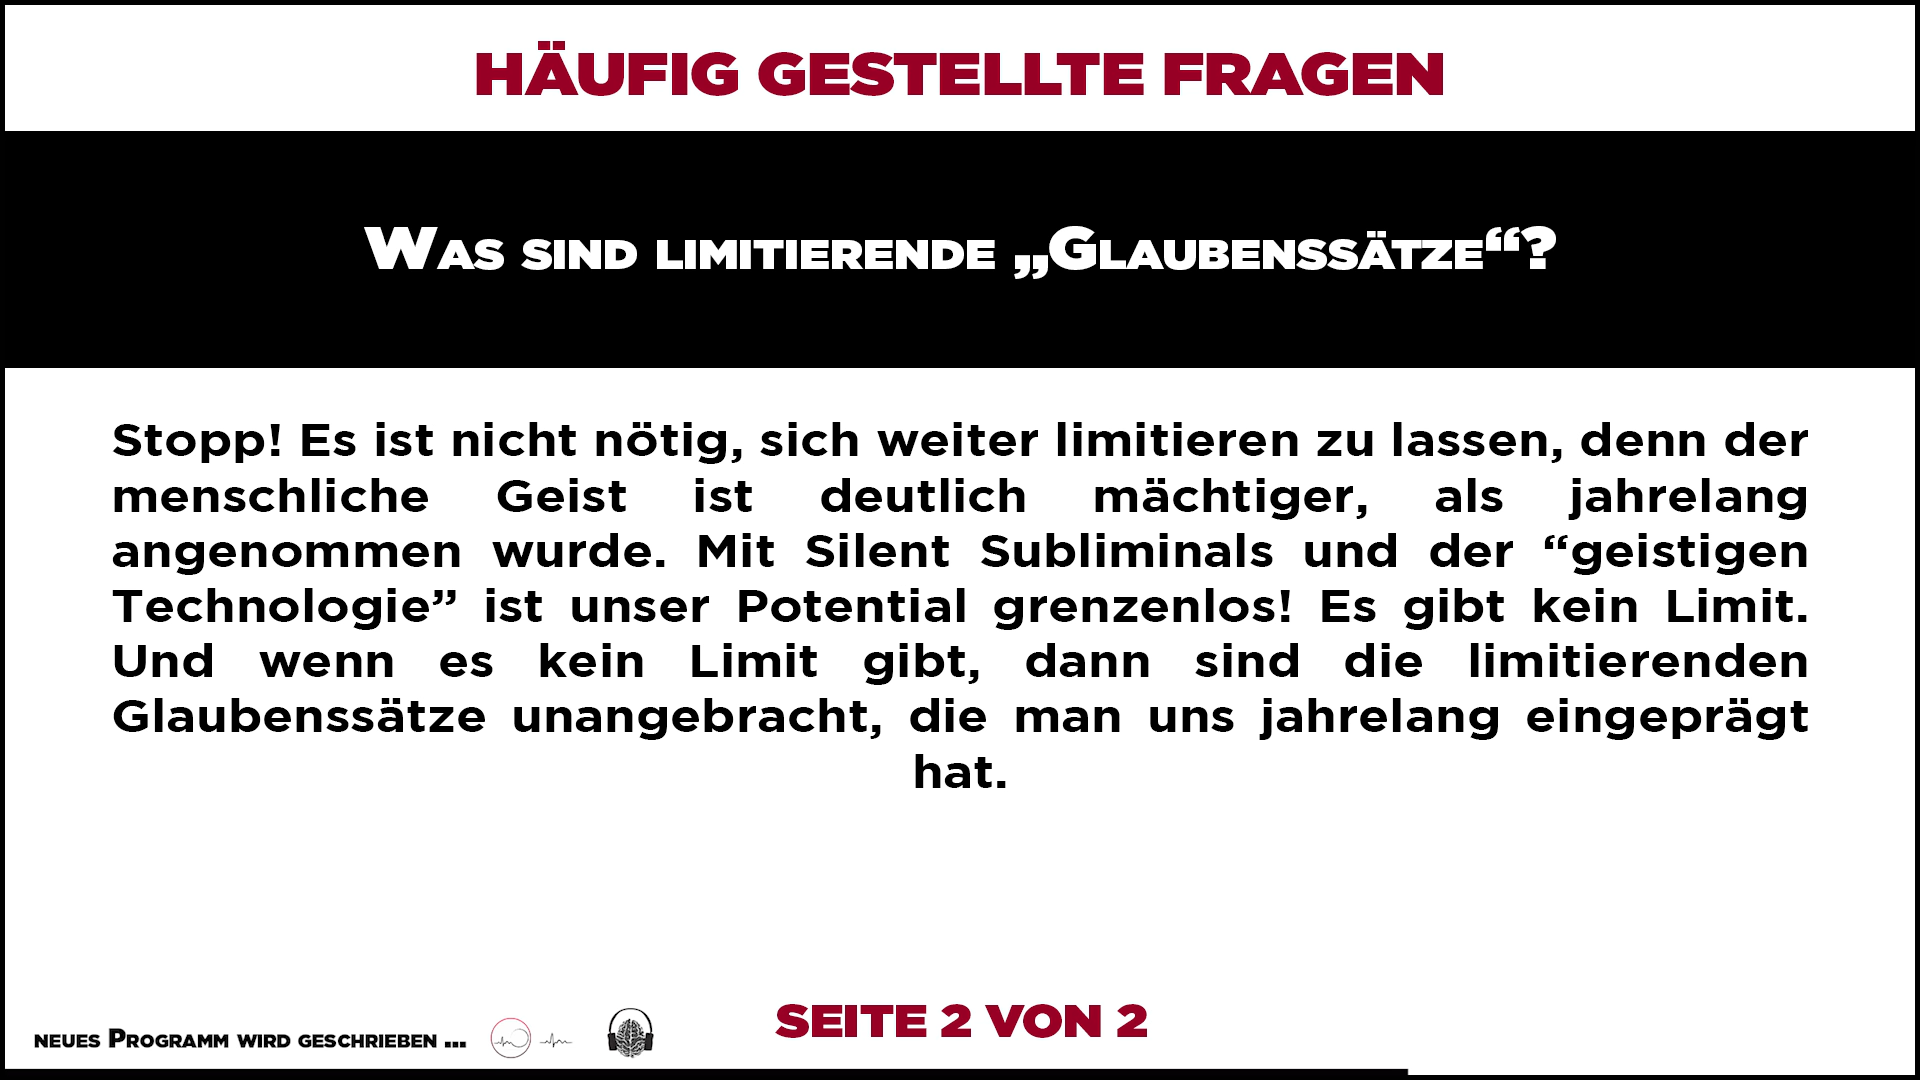 HÄUFIG GESTELLTE FRAGEN
Was sind limitierende „Glaubenssätze“?
Stopp! Es ist nicht nötig, sich weiter limitieren zu lassen, denn der
menschliche Geist ist deutlich mächtiger, als jahrelang
angenommen wurde. Mit Silent Subliminals und der “geistigen
Technologie” ist unser Potential grenzenlos! Es gibt kein Limit.
Und wenn es kein Limit gibt, dann sind die limitierenden
Glaubenssätze unangebracht, die man uns jahrelang eingeprägt
hat.
SEITE 2 VON 2
neues Programm wird geschrieben ...